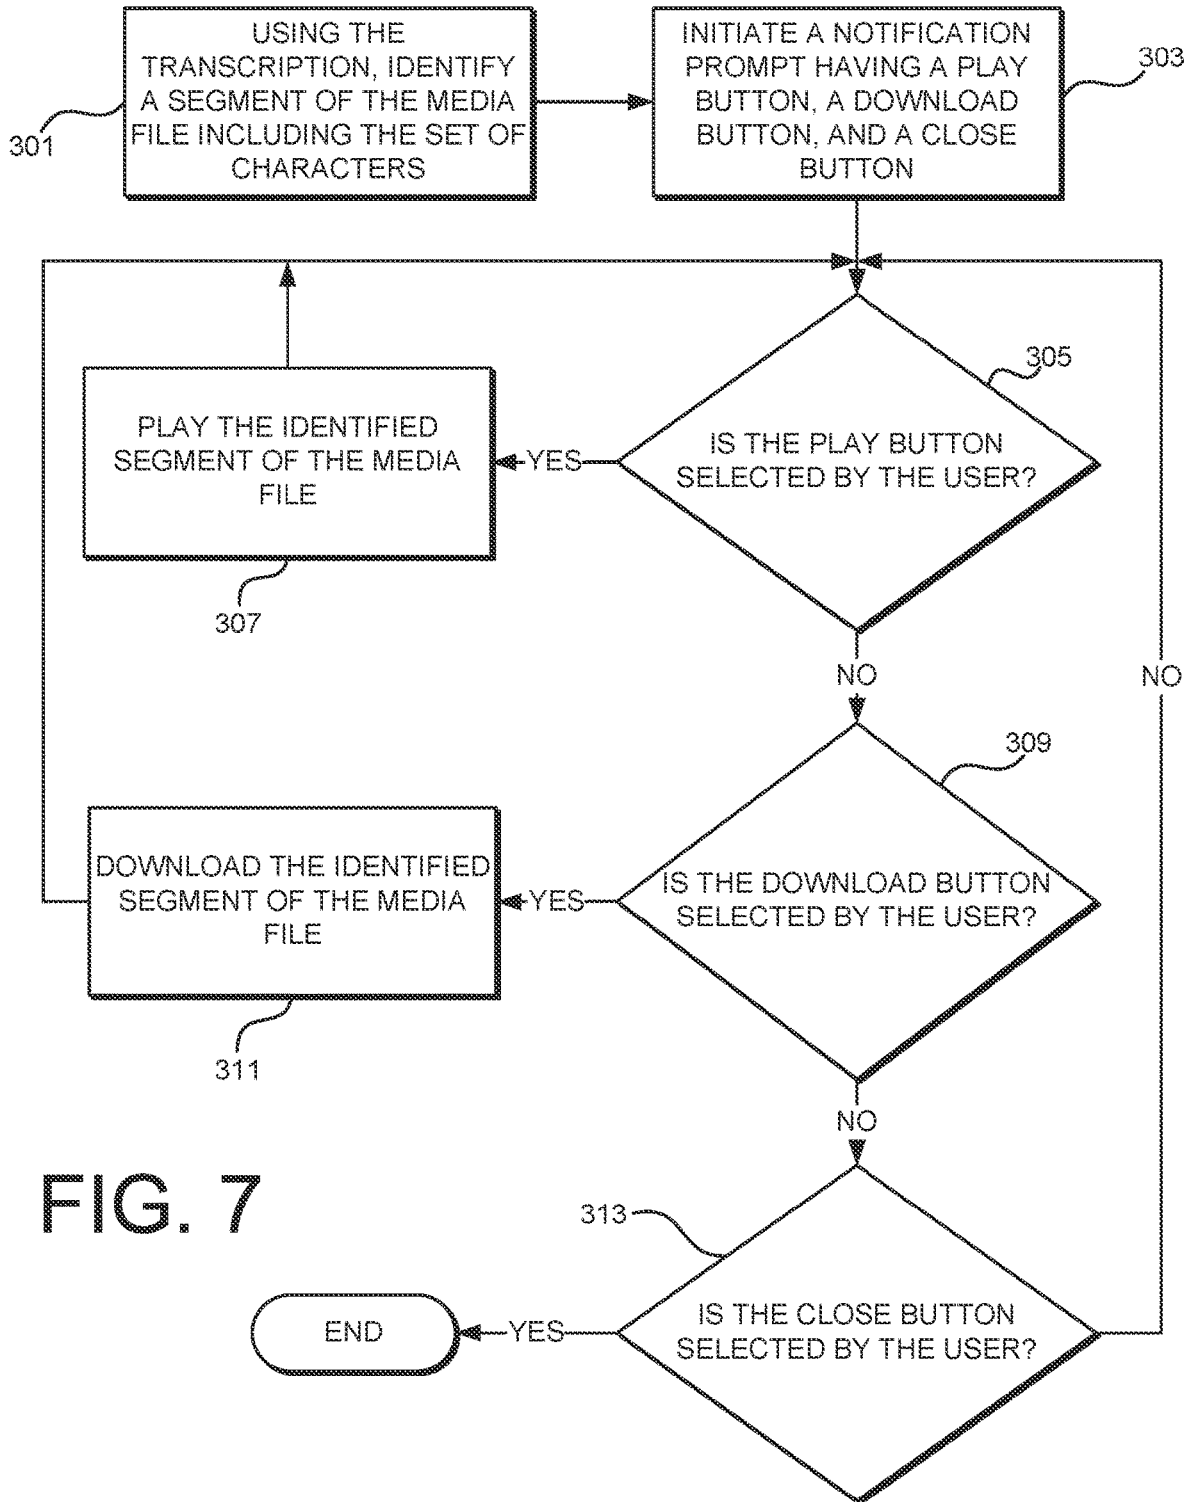 USING THE
TRANSCRIPTION, IDENTIFY
A SEGMENT OF THE MEDIA
FILE INCLUDING THE SET OF
CHARACTERS
301
INITIATE A NOTIFICATION
PROMPT HAVING A PLAY
BUTTON, A DOWNLOAD
BUTTON, AND A CLOSE
BUTTON
303
305
IS THE PLAY BUTTON
SELECTED BY THE USER?
YES
PLAY THE IDENTIFIED
SEGMENT OF THE MEDIA
FILE
307
NO
NO
309
IS THE DOWNLOAD BUTTON
SELECTED BY THE USER?
YES
DOWNLOAD THE IDENTIFIED
SEGMENT OF THE MEDIA
FILE
311
NO
FIG. 7
313
IS THE CLOSE BUTTON
SELECTED BY THE USER?
YES
END